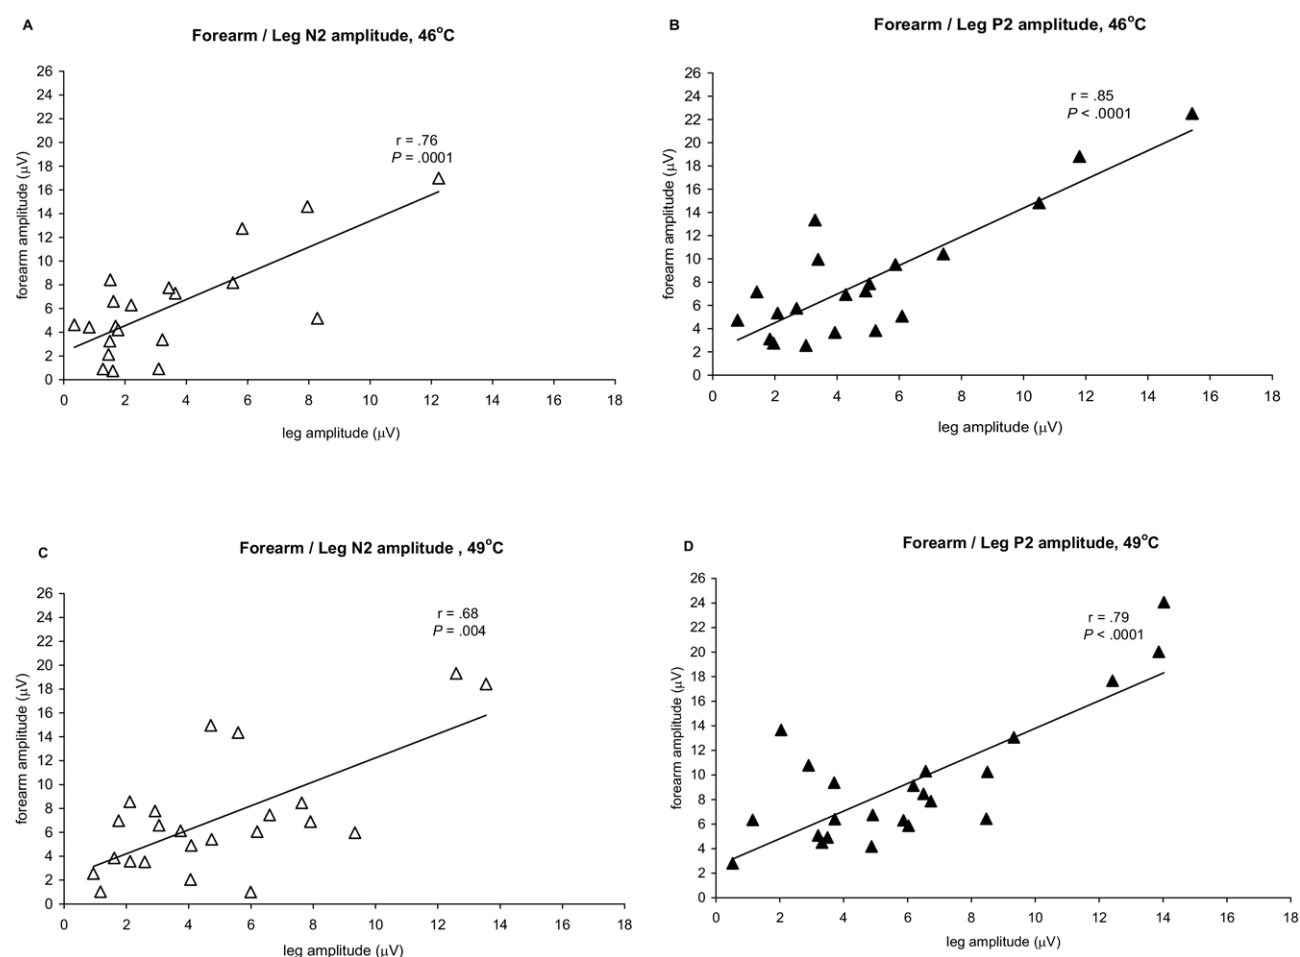 A
Forearm / Leg N2 amplitude, 46°C
26
24
22
20
18
16
14
12
10
8
6
4
2
0
forearm amplitude (μV)
r = .76
P = .0001
0 2 4 6 8 10 12 14 16 18
leg amplitude (μV)
B
Forearm / Leg P2 amplitude, 46°C
26
24
22
20
18
16
14
12
10
8
6
4
2
0
forearm amplitude (μV)
r = .85
P < .0001
0 2 4 6 8 10 12 14 16 18
leg amplitude (μV)
C
Forearm / Leg N2 amplitude , 49°C
26
24
22
20
18
16
14
12
10
8
6
4
2
0
forearm amplitude (μV)
r = .68
P = .004
0 2 4 6 8 10 12 14 16 18
leg amplitude (μV)
D
Forearm / Leg P2 amplitude, 49°C
26
24
22
20
18
16
14
12
10
8
6
4
2
0
forearm amplitude (μV)
r = .79
P < .0001
0 2 4 6 8 10 12 14 16 18
leg amplitude (μV)